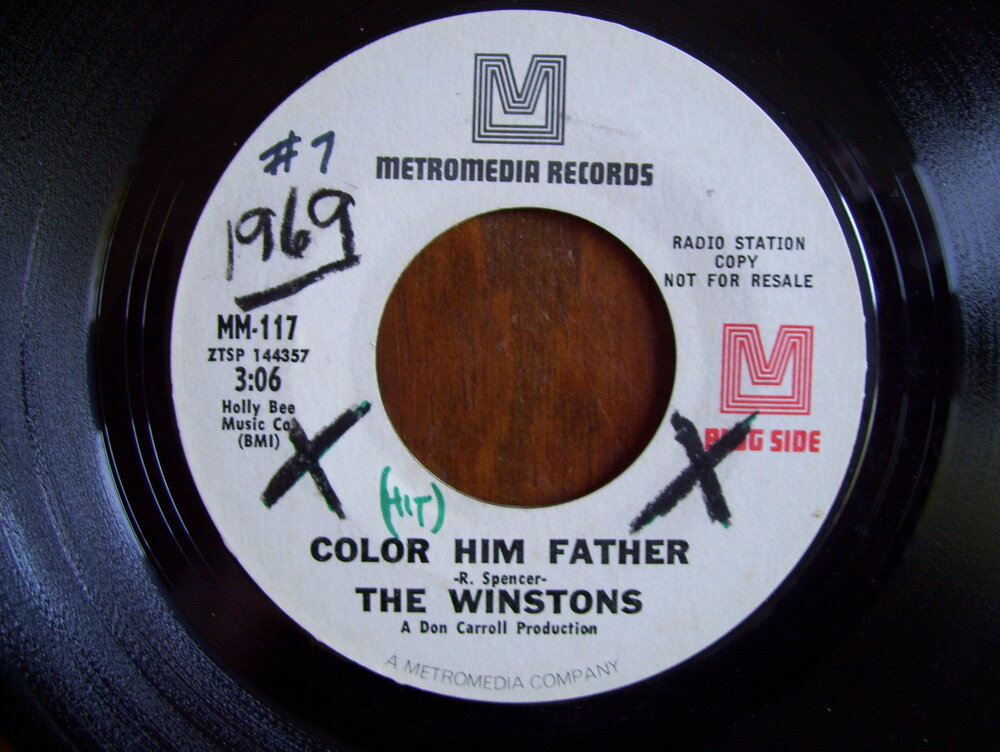 METROMEDIA RECORDS
#7
1969
RADIO STATION
COPY
NOT FOR RESALE
MM-117
ZTSP 144357
3:06
Holly Bee
Music Co
(BMI)
PLUG SIDE
(HIT)
COLOR HIM FATHER
-R. Spencer-
THE WINSTONS
A Don Carroll Production
A METROMEDIA COMPANY